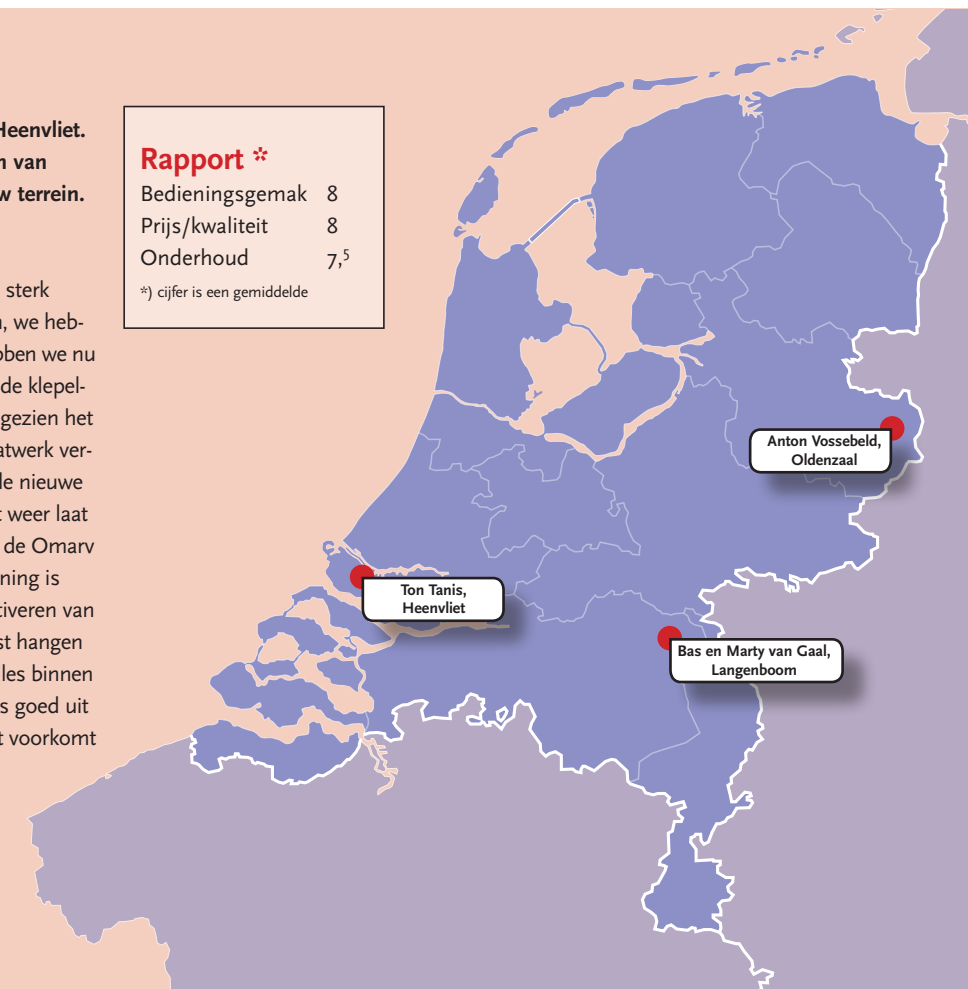 Heenvliet.
van
terrein.
sterk
, we heb-
bben we nu
de klepel-
gezien het
atwerk ver-
de nieuwe
weer laat
de Omarv
ning is
tiveren van
st hangen
les binnen
s goed uit
t voorkomt
Rapport *
Bedieningsgemak 8
Prijs/kwaliteit 8
Onderhoud 7,5
*) cijfer is een gemiddelde
Anton Vossebeld,
Oldenzaal
Ton Tanis,
Heenvliet
Bas en Marty van Gaal,
Langenboom